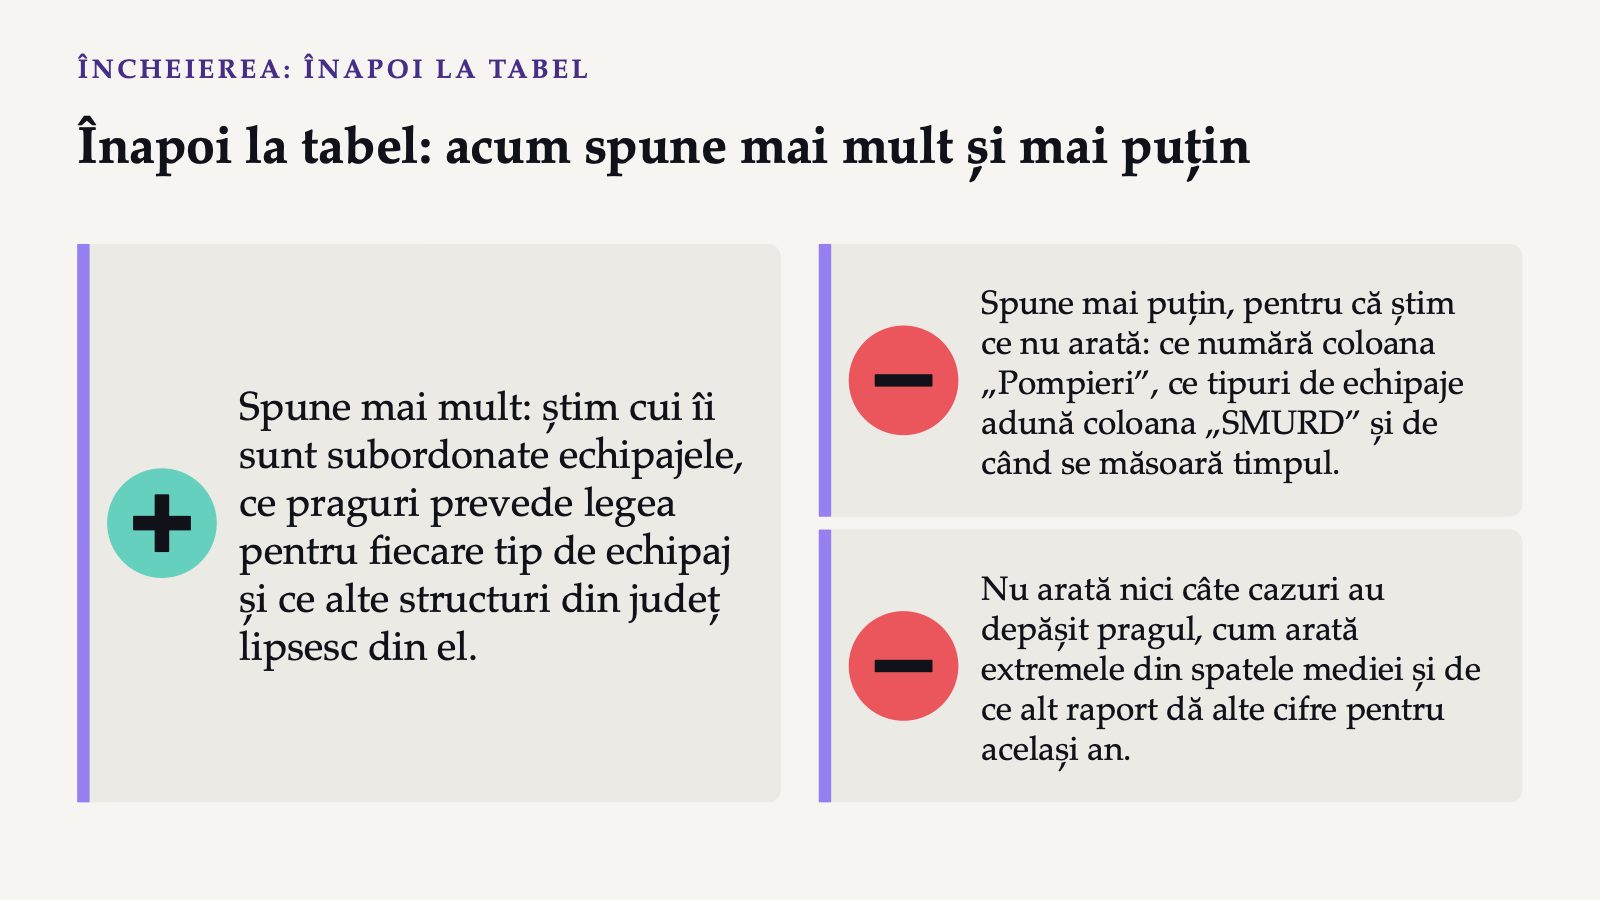 ÎNCHEIEREA: ÎNAPOI LA TABEL
Înapoi la tabel: acum spune mai mult și mai puțin
Spune mai mult: știm cui îi
sunt subordonate echipajele,
ce praguri prevede legea
pentru fiecare tip de echipaj
și ce alte structuri din județ
lipsesc din el.
Spune mai puțin, pentru că știm
ce nu arată: ce numără coloana
„Pompieri”, ce tipuri de echipaje
adună coloana „SMURD” și de
când se măsoară timpul.
Nu arată nici câte cazuri au
depășit pragul, cum arată
extremele din spatele mediei și de
ce alt raport dă alte cifre pentru
același an.